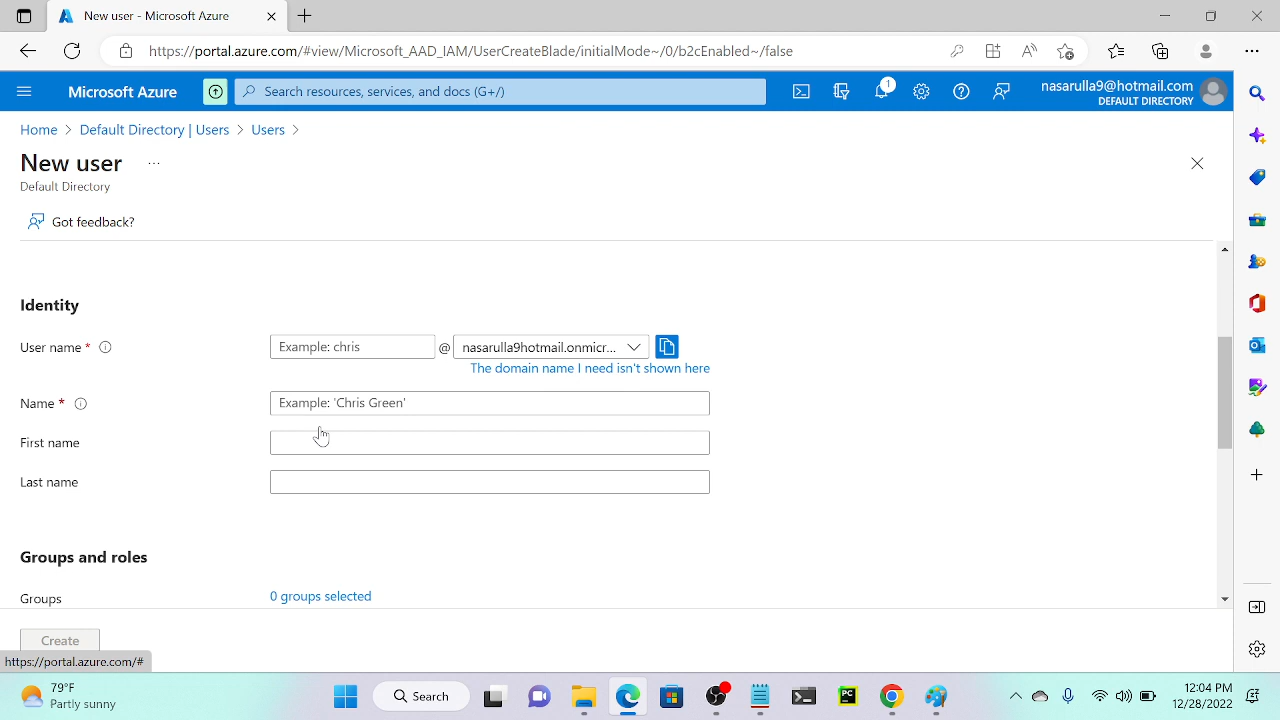 New user - Microsoft Azure
https://portal.azure.com/#view/Microsoft_AAD_IAM/UserCreateBlade/initialMode~/0/b2cEnabled~/false
Microsoft Azure
Search resources, services, and docs (G+/)
1
nasarulla9@hotmail.com
DEFAULT DIRECTORY
Home > Default Directory | Users > Users >
New user ...
Default Directory
Got feedback?
Identity
User name * Example: chris @ nasarulla9hotmail.onmicr...
The domain name I need isn't shown here
Name * Example: 'Chris Green'
First name
Last name
Groups and roles
Groups 0 groups selected
Create
https://portal.azure.com/#
79°F
Partly sunny
Search
PC
12:04 PM
12/28/2022